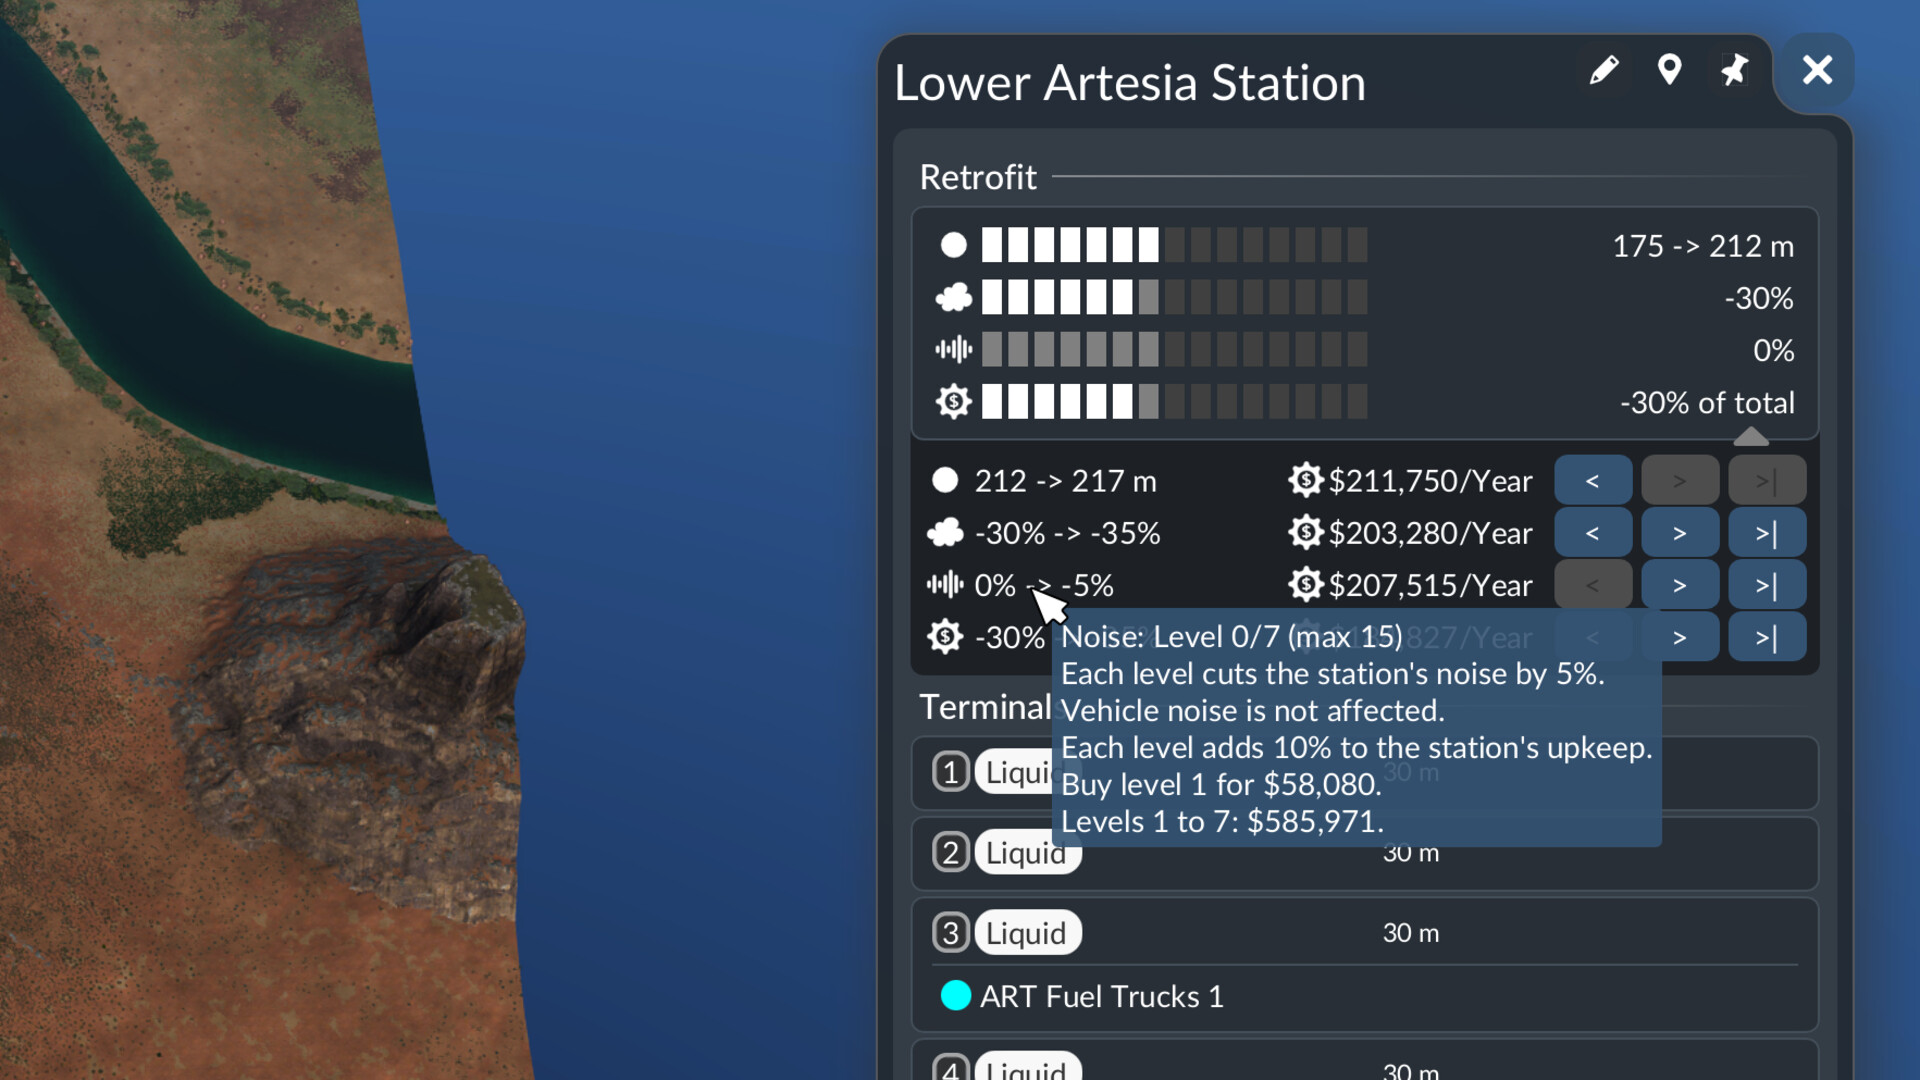 Lower Artesia Station
Retrofit
175 -> 212 m
-30%
0%
-30% of total
212 -> 217 m $211,750/Year < > >|
-30% -> -35% $203,280/Year < > >|
0% -> -5% $207,515/Year < > >|
-30% < > >|
Noise: Level 0/7 (max 15)
Each level cuts the station's noise by 5%.
Vehicle noise is not affected.
Each level adds 10% to the station's upkeep.
Buy level 1 for $58,080.
Levels 1 to 7: $585,971.
Terminal
1 Liquid 30 m
2 Liquid 30 m
3 Liquid 30 m
ART Fuel Trucks 1
4 Liquid 30 m